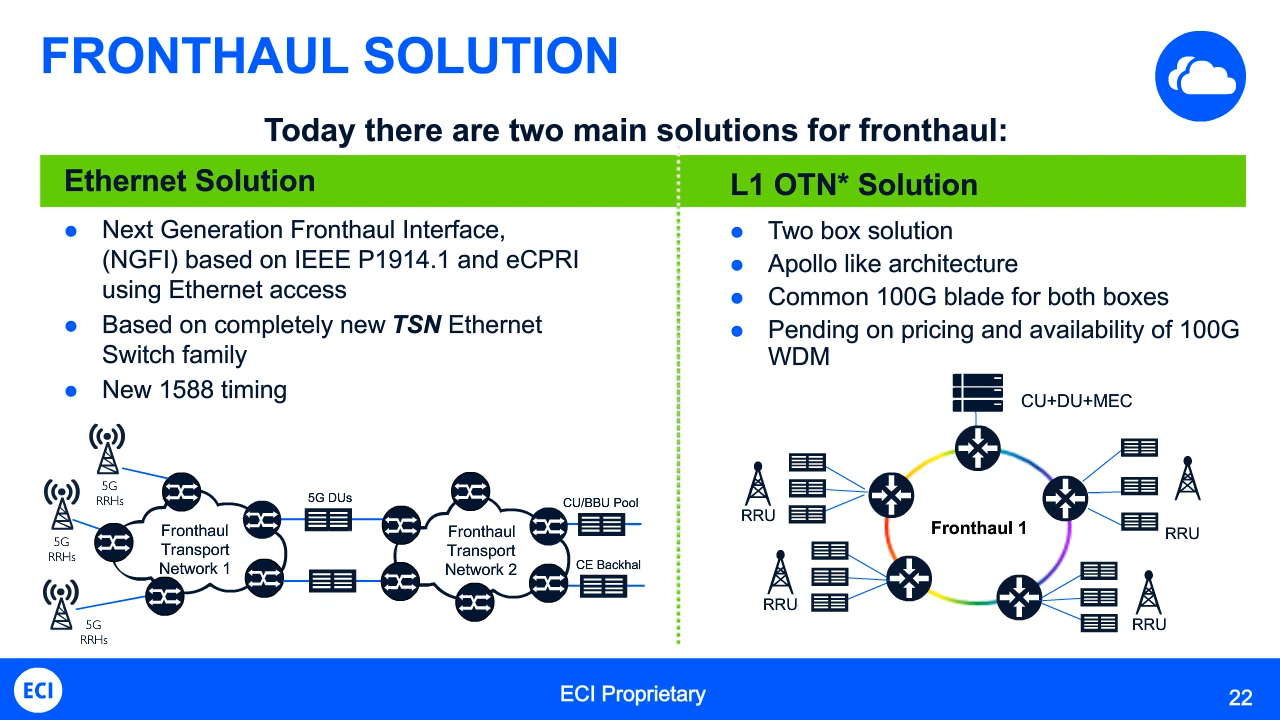 FRONTHAUL SOLUTION
Today there are two main solutions for fronthaul:
Ethernet Solution
● Next Generation Fronthaul Interface,
(NGFI) based on IEEE P1914.1 and eCPRI
using Ethernet access
● Based on completely new TSN Ethernet
Switch family
● New 1588 timing
5G
RRHs
5G
RRHs
5G
RRHs
Fronthaul
Transport
Network 1
5G DUs
Fronthaul
Transport
Network 2
CU/BBU Pool
CE Backhal
L1 OTN* Solution
● Two box solution
● Apollo like architecture
● Common 100G blade for both boxes
● Pending on pricing and availability of 100G
WDM
CU+DU+MEC
RRU
RRU
Fronthaul 1
RRU
RRU
ECI
ECI Proprietary
22